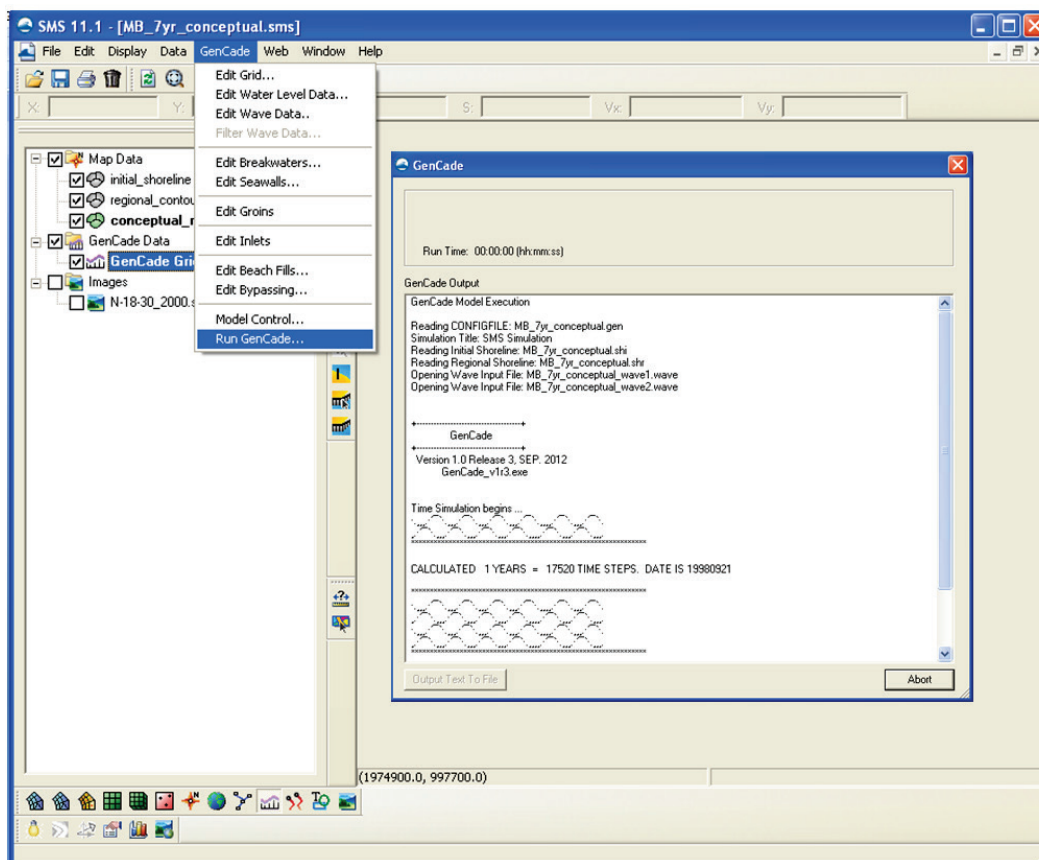 SMS 11.1 - [MB_7yr_conceptual.sms]
File Edit Display Data GenCade Web Window Help
X: Y: S: Vx: Vy:
Edit Grid...
Edit Water Level Data...
Edit Wave Data..
Filter Wave Data...
Edit Breakwaters...
Edit Seawalls...
Edit Groins
Edit Inlets
Edit Beach Fills...
Edit Bypassing...
Model Control...
Run GenCade...
Map Data
initial_shoreline
regional_contou
conceptual_r
GenCade Data
GenCade Gri
Images
N-18-30_2000.s
GenCade
Run Time: 00:00:00 (hh:mm:ss)
GenCade Output
GenCade Model Execution
Reading CONFIGFILE: MB_7yr_conceptual.gen
Simulation Title: SMS Simulation
Reading Initial Shoreline: MB_7yr_conceptual.shi
Reading Regional Shoreline: MB_7yr_conceptual.shr
Opening Wave Input File: MB_7yr_conceptual_wave1.wave
Opening Wave Input File: MB_7yr_conceptual_wave2.wave
GenCade
Version 1.0 Release 3, SEP. 2012
GenCade_v1r3.exe
Time Simulation begins ...
CALCULATED 1 YEARS = 17520 TIME STEPS. DATE IS 19980921
Output Text To File
Abort
(1974900.0, 997700.0)